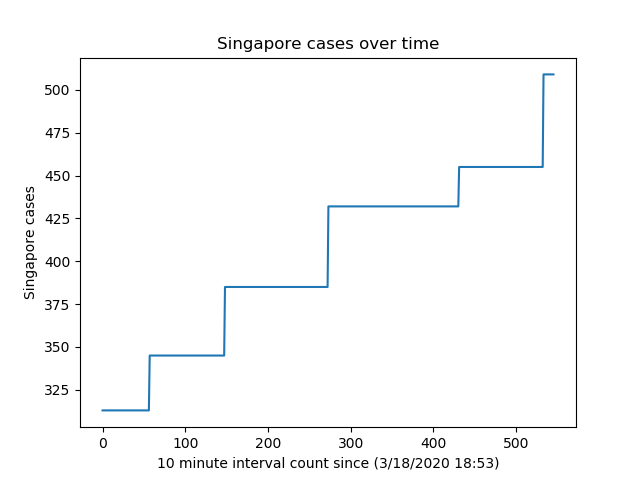 Singapore cases over time
500
475
450
425
400
375
350
325
Singapore cases
0 100 200 300 400 500
10 minute interval count since (3/18/2020 18:53)